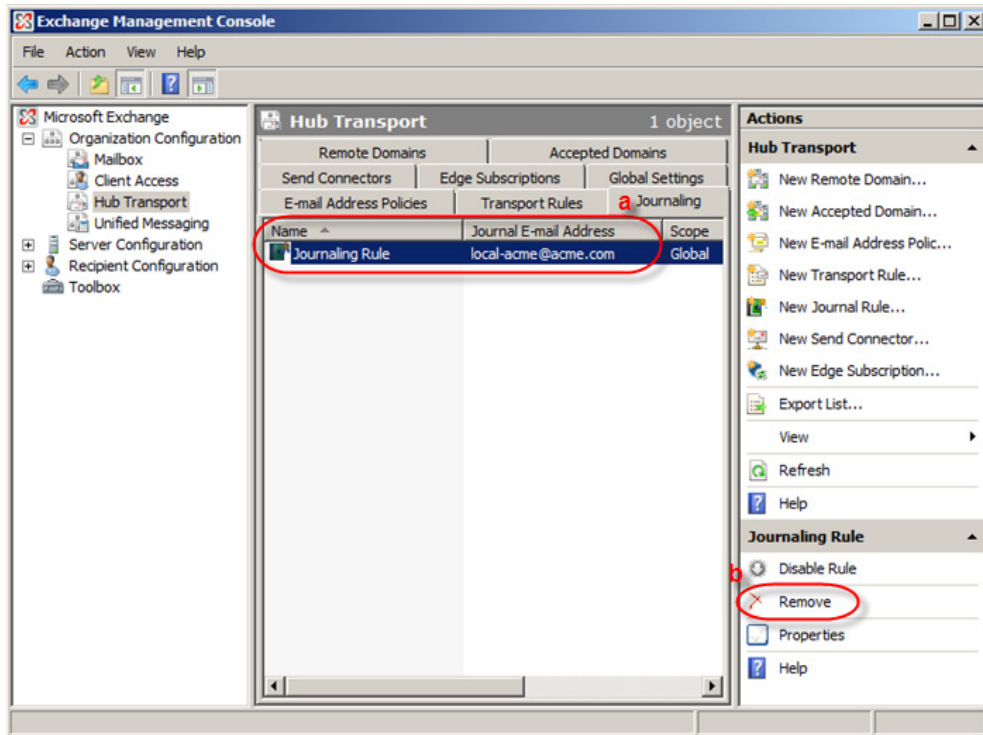 Exchange Management Console
File Action View Help
Microsoft Exchange
Organization Configuration
Mailbox
Client Access
Hub Transport
Unified Messaging
Server Configuration
Recipient Configuration
Toolbox
Hub Transport 1 object
Remote Domains Accepted Domains
Send Connectors Edge Subscriptions Global Settings
E-mail Address Policies Transport Rules a Journaling
Name Journal E-mail Address Scope
Journaling Rule local-acme@acme.com Global
Actions
Hub Transport
New Remote Domain...
New Accepted Domain...
New E-mail Address Polic...
New Transport Rule...
New Journal Rule...
New Send Connector...
New Edge Subscription...
Export List...
View
Refresh
Help
Journaling Rule
Disable Rule
b
Remove
Properties
Help